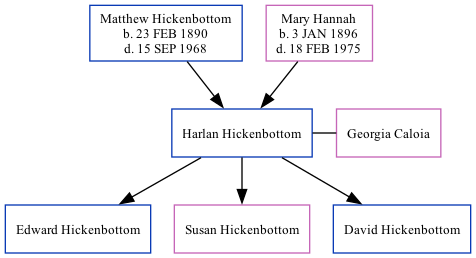 Matthew Hickenbottom
b. 23 FEB 1890
d. 15 SEP 1968
Mary Hannah
b. 3 JAN 1896
d. 18 FEB 1975
Harlan Hickenbottom
Georgia Caloia
Edward Hickenbottom
Susan Hickenbottom
David Hickenbottom